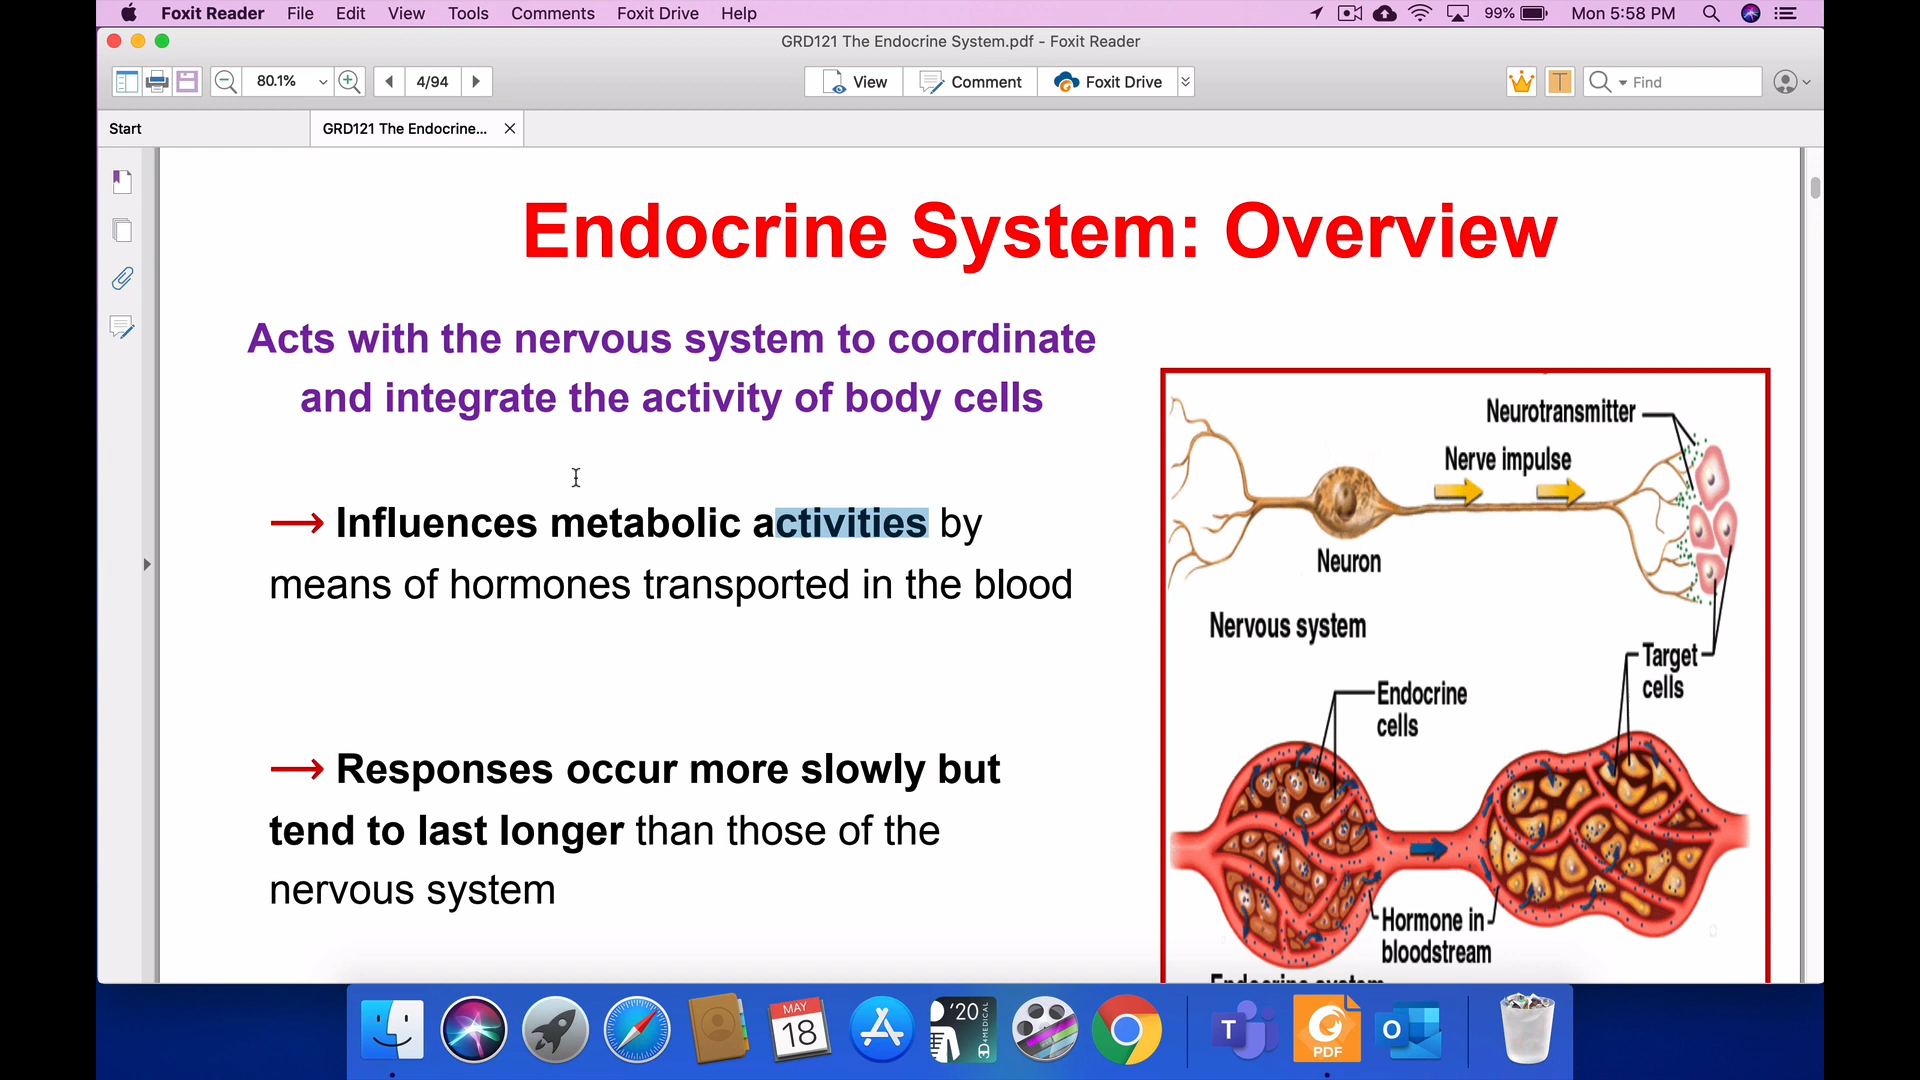 Foxit Reader File Edit View Tools Comments Foxit Drive Help 99% Mon 5:58 PM
GRD121 The Endocrine System.pdf - Foxit Reader
80.1% 4/94 View Comment Foxit Drive T Find
Start GRD121 The Endocrine...
Endocrine System: Overview
Acts with the nervous system to coordinate
and integrate the activity of body cells
⟶ Influences metabolic activities by
means of hormones transported in the blood
⟶ Responses occur more slowly but
tend to last longer than those of the
nervous system
Neurotransmitter
Nerve impulse
Neuron
Nervous system
Target
cells
Endocrine
cells
Hormone in
bloodstream
Endocrine system
MAY
18
'20
3D4MEDICAL
T
PDF
O